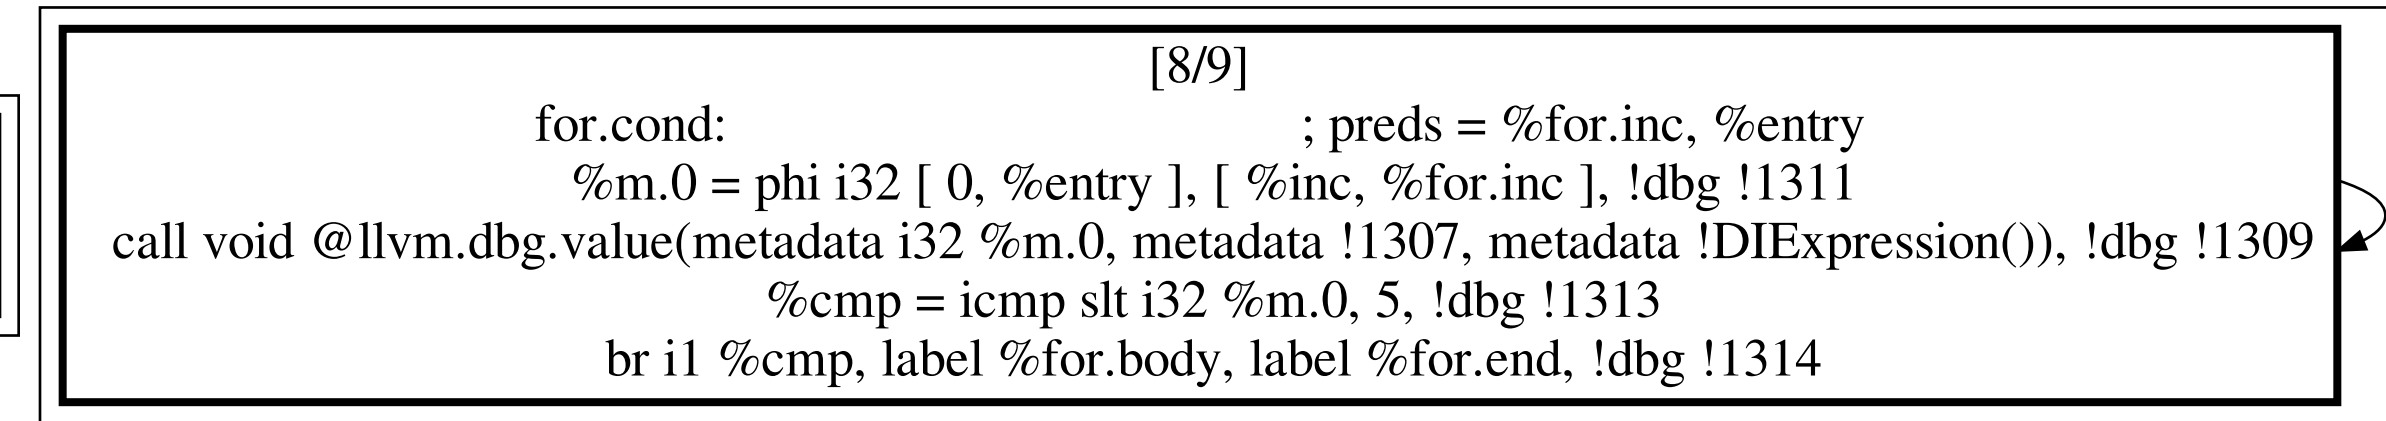 [8/9]
for.cond: ; preds = %for.inc, %entry
%m.0 = phi i32 [ 0, %entry ], [ %inc, %for.inc ], !dbg !1311
call void @llvm.dbg.value(metadata i32 %m.0, metadata !1307, metadata !DIExpression()), !dbg !1309
%cmp = icmp slt i32 %m.0, 5, !dbg !1313
br i1 %cmp, label %for.body, label %for.end, !dbg !1314